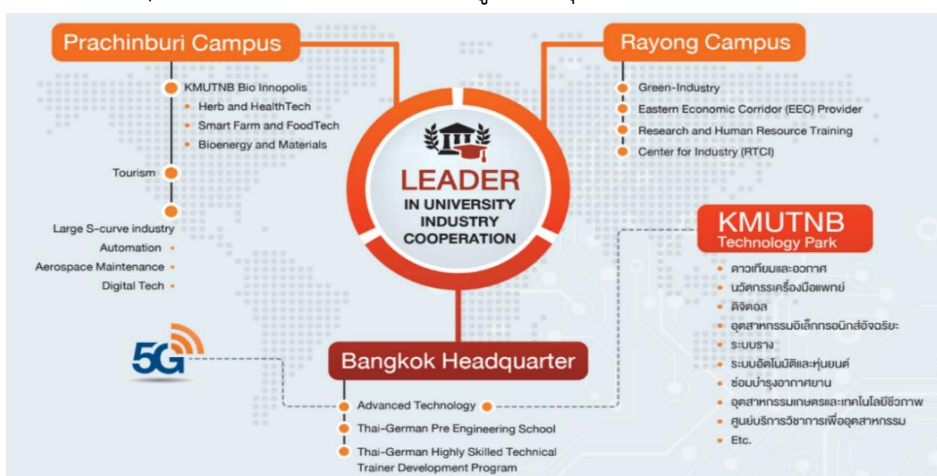 Prachinburi Campus
KMUTNB Bio Innopolis
Herb and HealthTech
Smart Farm and FoodTech
Bioenergy and Materials
Tourism
Large S-curve industry
Automation
Aerospace Maintenance
Digital Tech
LEADER
IN UNIVERSITY
INDUSTRY
COOPERATION
Rayong Campus
Green-Industry
Eastern Economic Corridor (EEC) Provider
Research and Human Resource Training
Center for Industry (RTCI)
KMUTNB
Technology Park
ดาวเทียมและอวกาศ
นวัตกรรมเครื่องมือแพทย์
ดิจิตอล
อุตสาหกรรมอิเล็กทรอนิกส์อัจฉริยะ
ระบบราง
ระบบอัตโนมัติและหุ่นยนต์
ซ่อมบำรุงอากาศยาน
อุตสาหกรรมเกษตรและเทคโนโลยีชีวภาพ
ศูนย์บริการวิชาการเพื่ออุตสาหกรรม
Etc.
5G
Bangkok Headquarter
Advanced Technology
Thai-German Pre Engineering School
Thai-German Highly Skilled Technical
Trainer Development Program